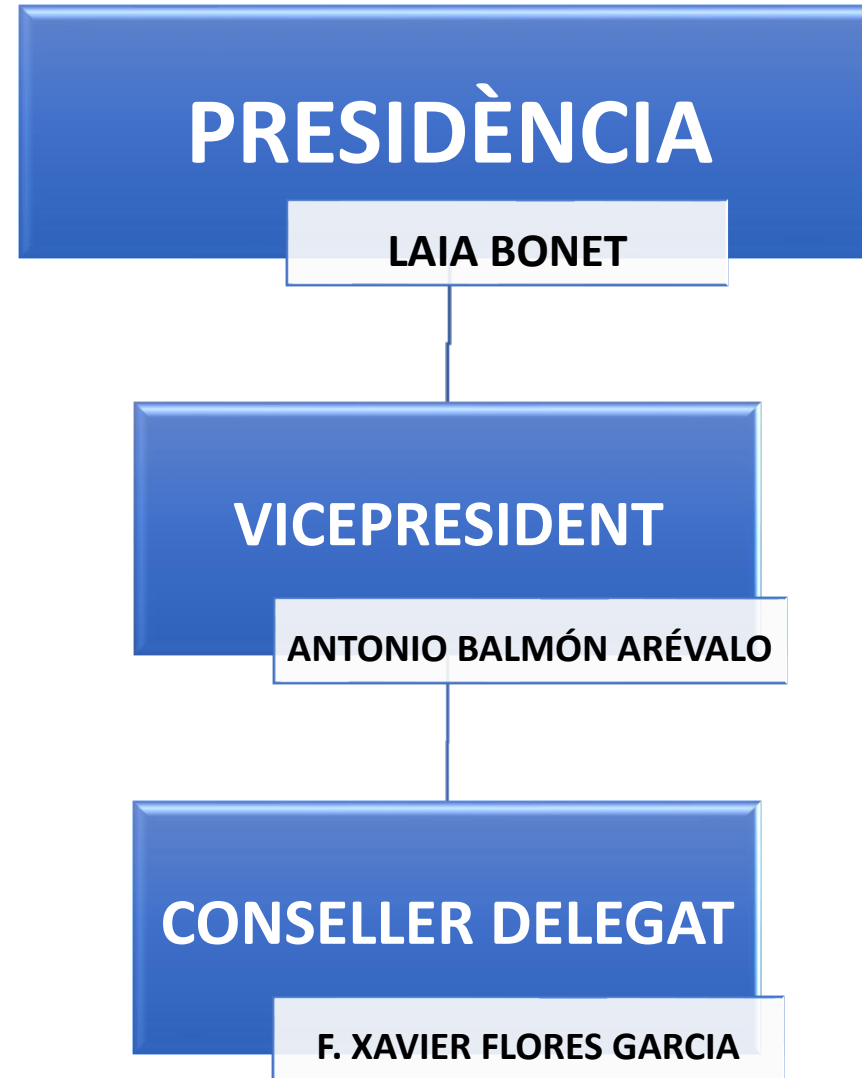 PRESIDÈNCIA
LAIA BONET
VICEPRESIDENT
ANTONIO BALMÓN ARÉVALO
CONSELLER DELEGAT
F. XAVIER FLORES GARCIA